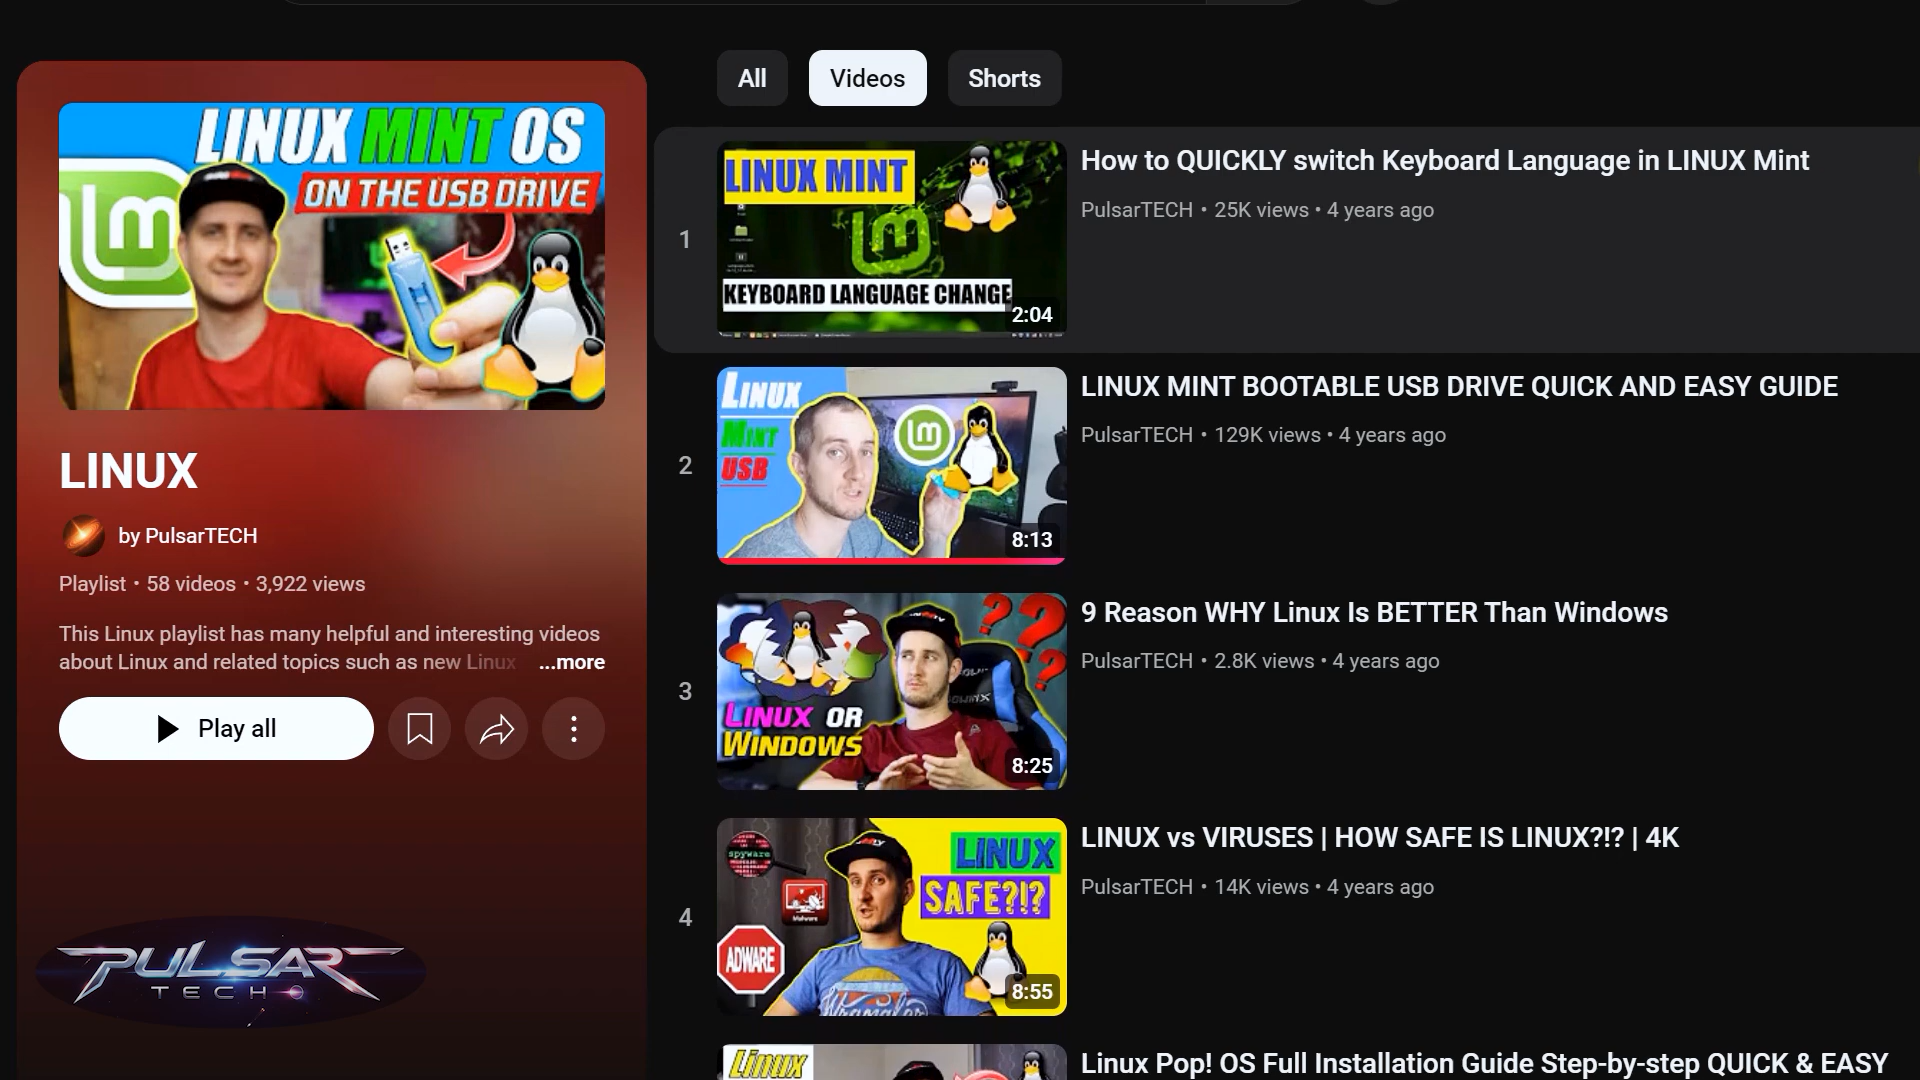 All
Videos
Shorts
LINUX MINT OS
ON THE USB DRIVE
lm
LINUX
by PulsarTECH
Playlist • 58 videos • 3,922 views
This Linux playlist has many helpful and interesting videos
about Linux and related topics such as new Linux ...more
Play all
PULSAR
TECH
1
LINUX MINT
KEYBOARD LANGUAGE CHANGE
2:04
How to QUICKLY switch Keyboard Language in LINUX Mint
PulsarTECH • 25K views • 4 years ago
2
LINUX
MINT
USB
lm
8:13
LINUX MINT BOOTABLE USB DRIVE QUICK AND EASY GUIDE
PulsarTECH • 129K views • 4 years ago
3
LINUX OR
WINDOWS
8:25
9 Reason WHY Linux Is BETTER Than Windows
PulsarTECH • 2.8K views • 4 years ago
4
spyware
Malware
ADWARE
LINUX
SAFE?!?
Wrangler
8:55
LINUX vs VIRUSES | HOW SAFE IS LINUX?!? | 4K
PulsarTECH • 14K views • 4 years ago
Linux
Linux Pop! OS Full Installation Guide Step-by-step QUICK & EASY